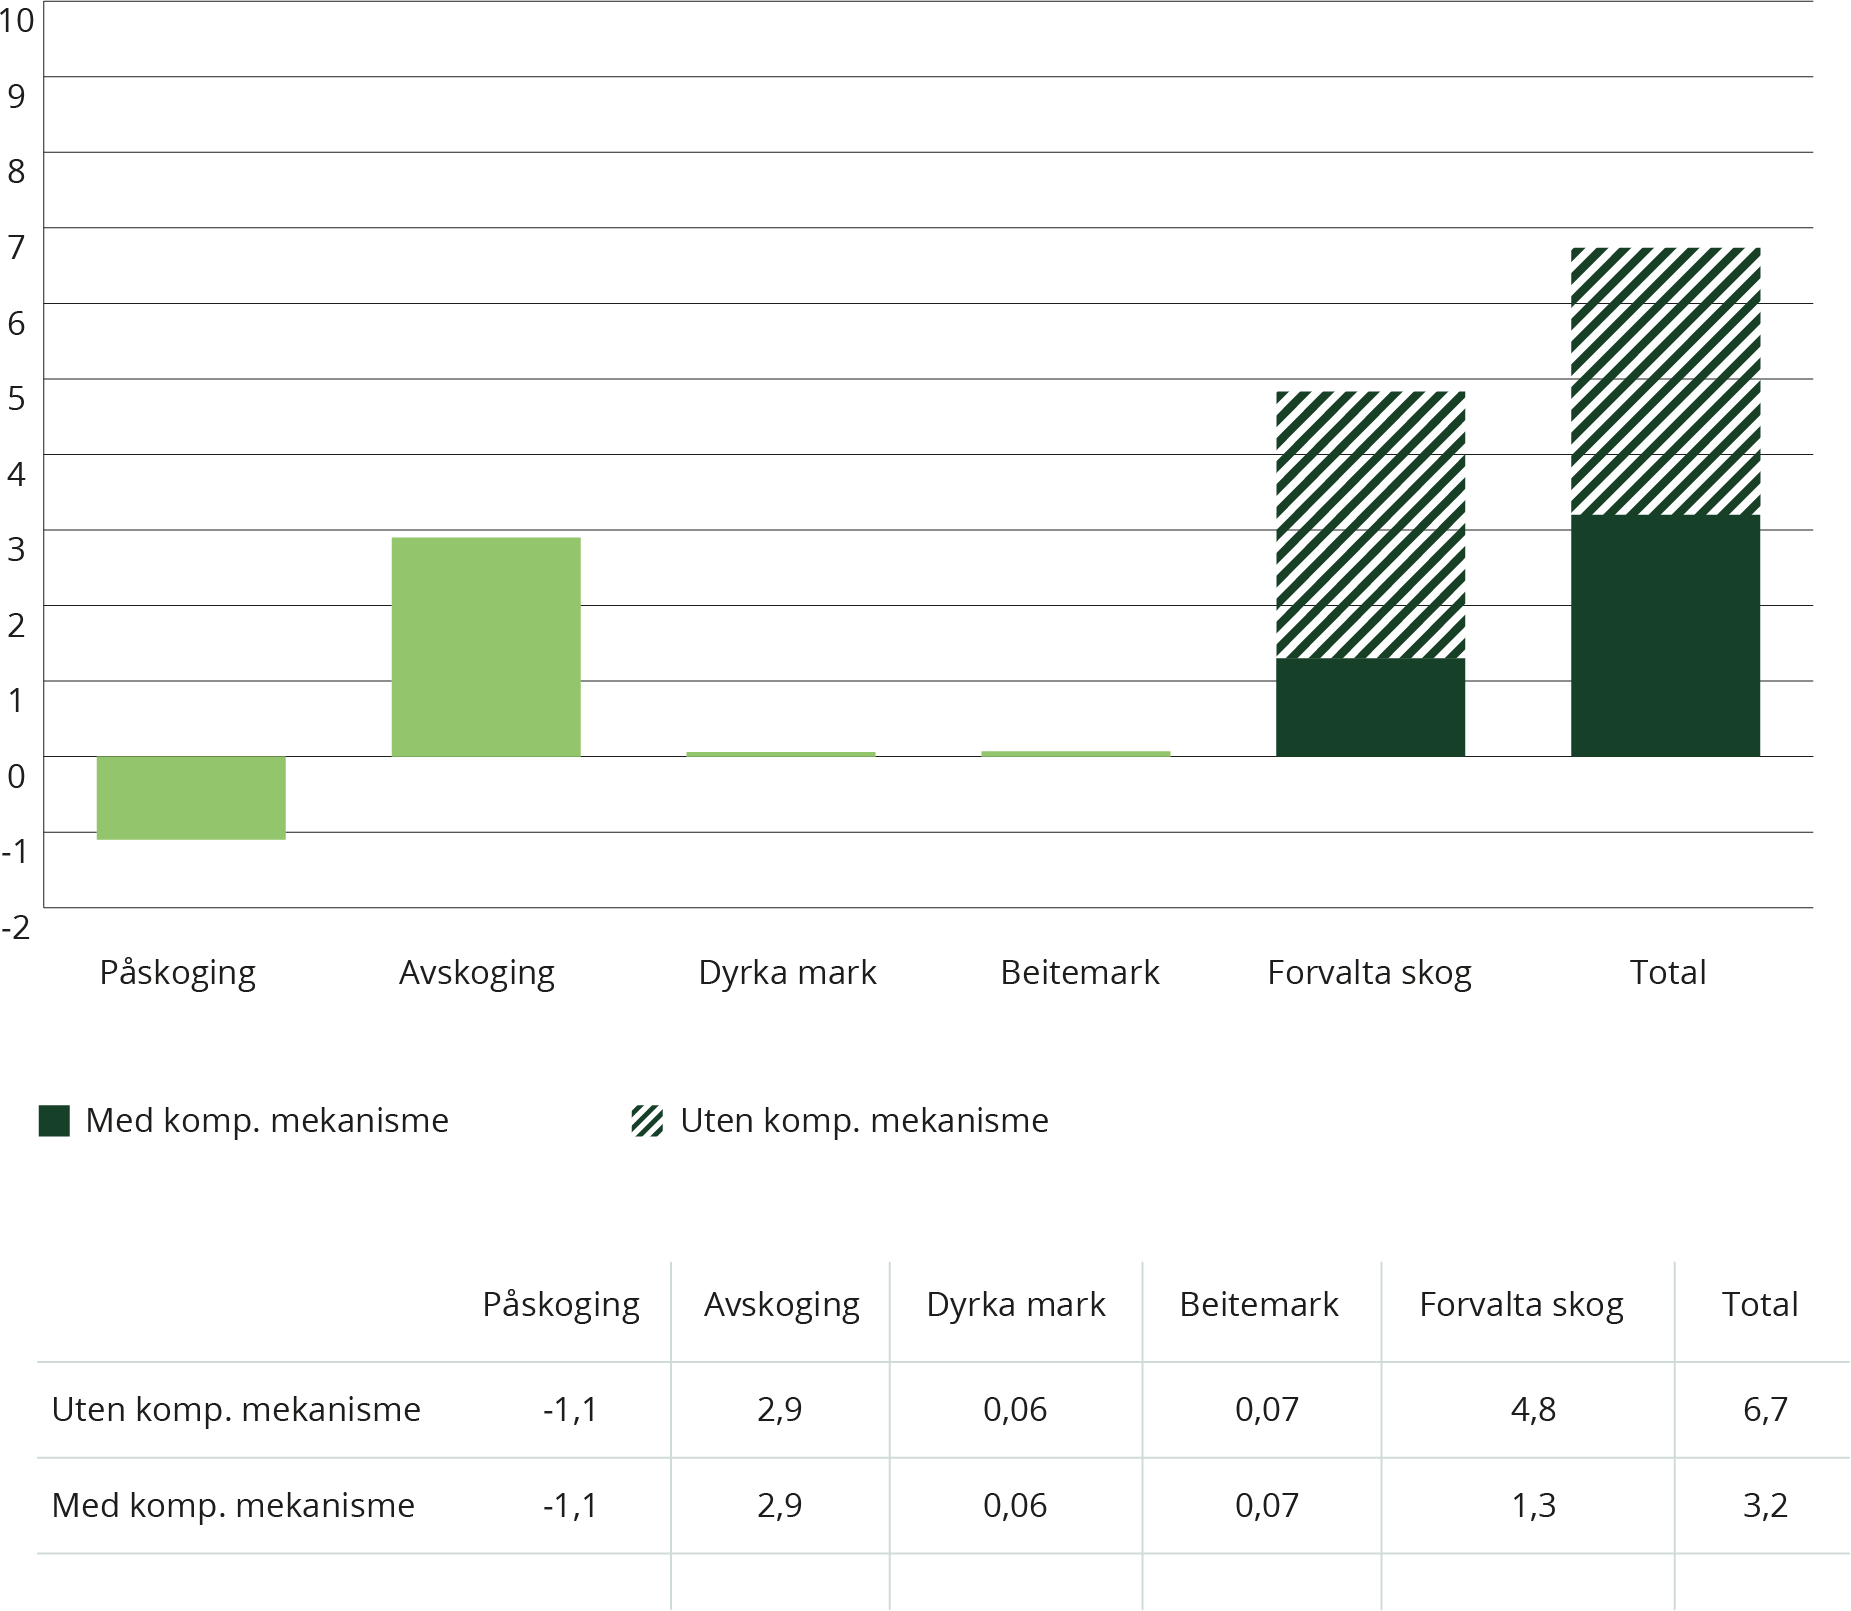 10
9
8
7
6
5
4
3
2
1
0
-1
-2
Påskoging Avskoging Dyrka mark Beitemark Forvalta skog Total
Med komp. mekanisme Uten komp. mekanisme
Påskoging Avskoging Dyrka mark Beitemark Forvalta skog Total
Uten komp. mekanisme -1,1 2,9 0,06 0,07 4,8 6,7
Med komp. mekanisme -1,1 2,9 0,06 0,07 1,3 3,2